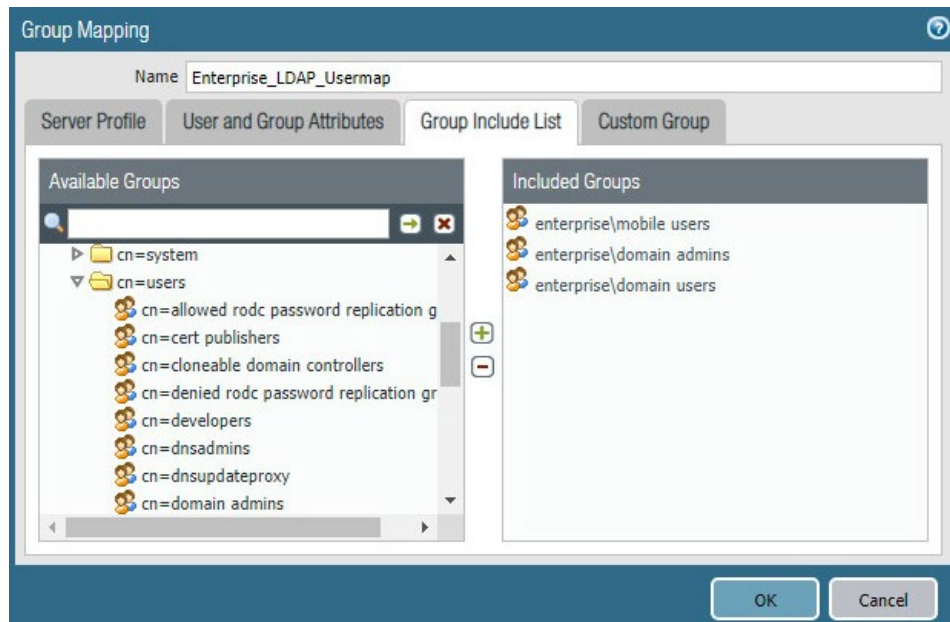 Group Mapping
Name Enterprise_LDAP_Usermap
Server Profile User and Group Attributes Group Include List Custom Group
Available Groups
cn=system
cn=users
cn=allowed rodc password replication g
cn=cert publishers
cn=cloneable domain controllers
cn=denied rodc password replication gr
cn=developers
cn=dnsadmins
cn=dnsupdateproxy
cn=domain admins
Included Groups
enterprise\mobile users
enterprise\domain admins
enterprise\domain users
OK Cancel